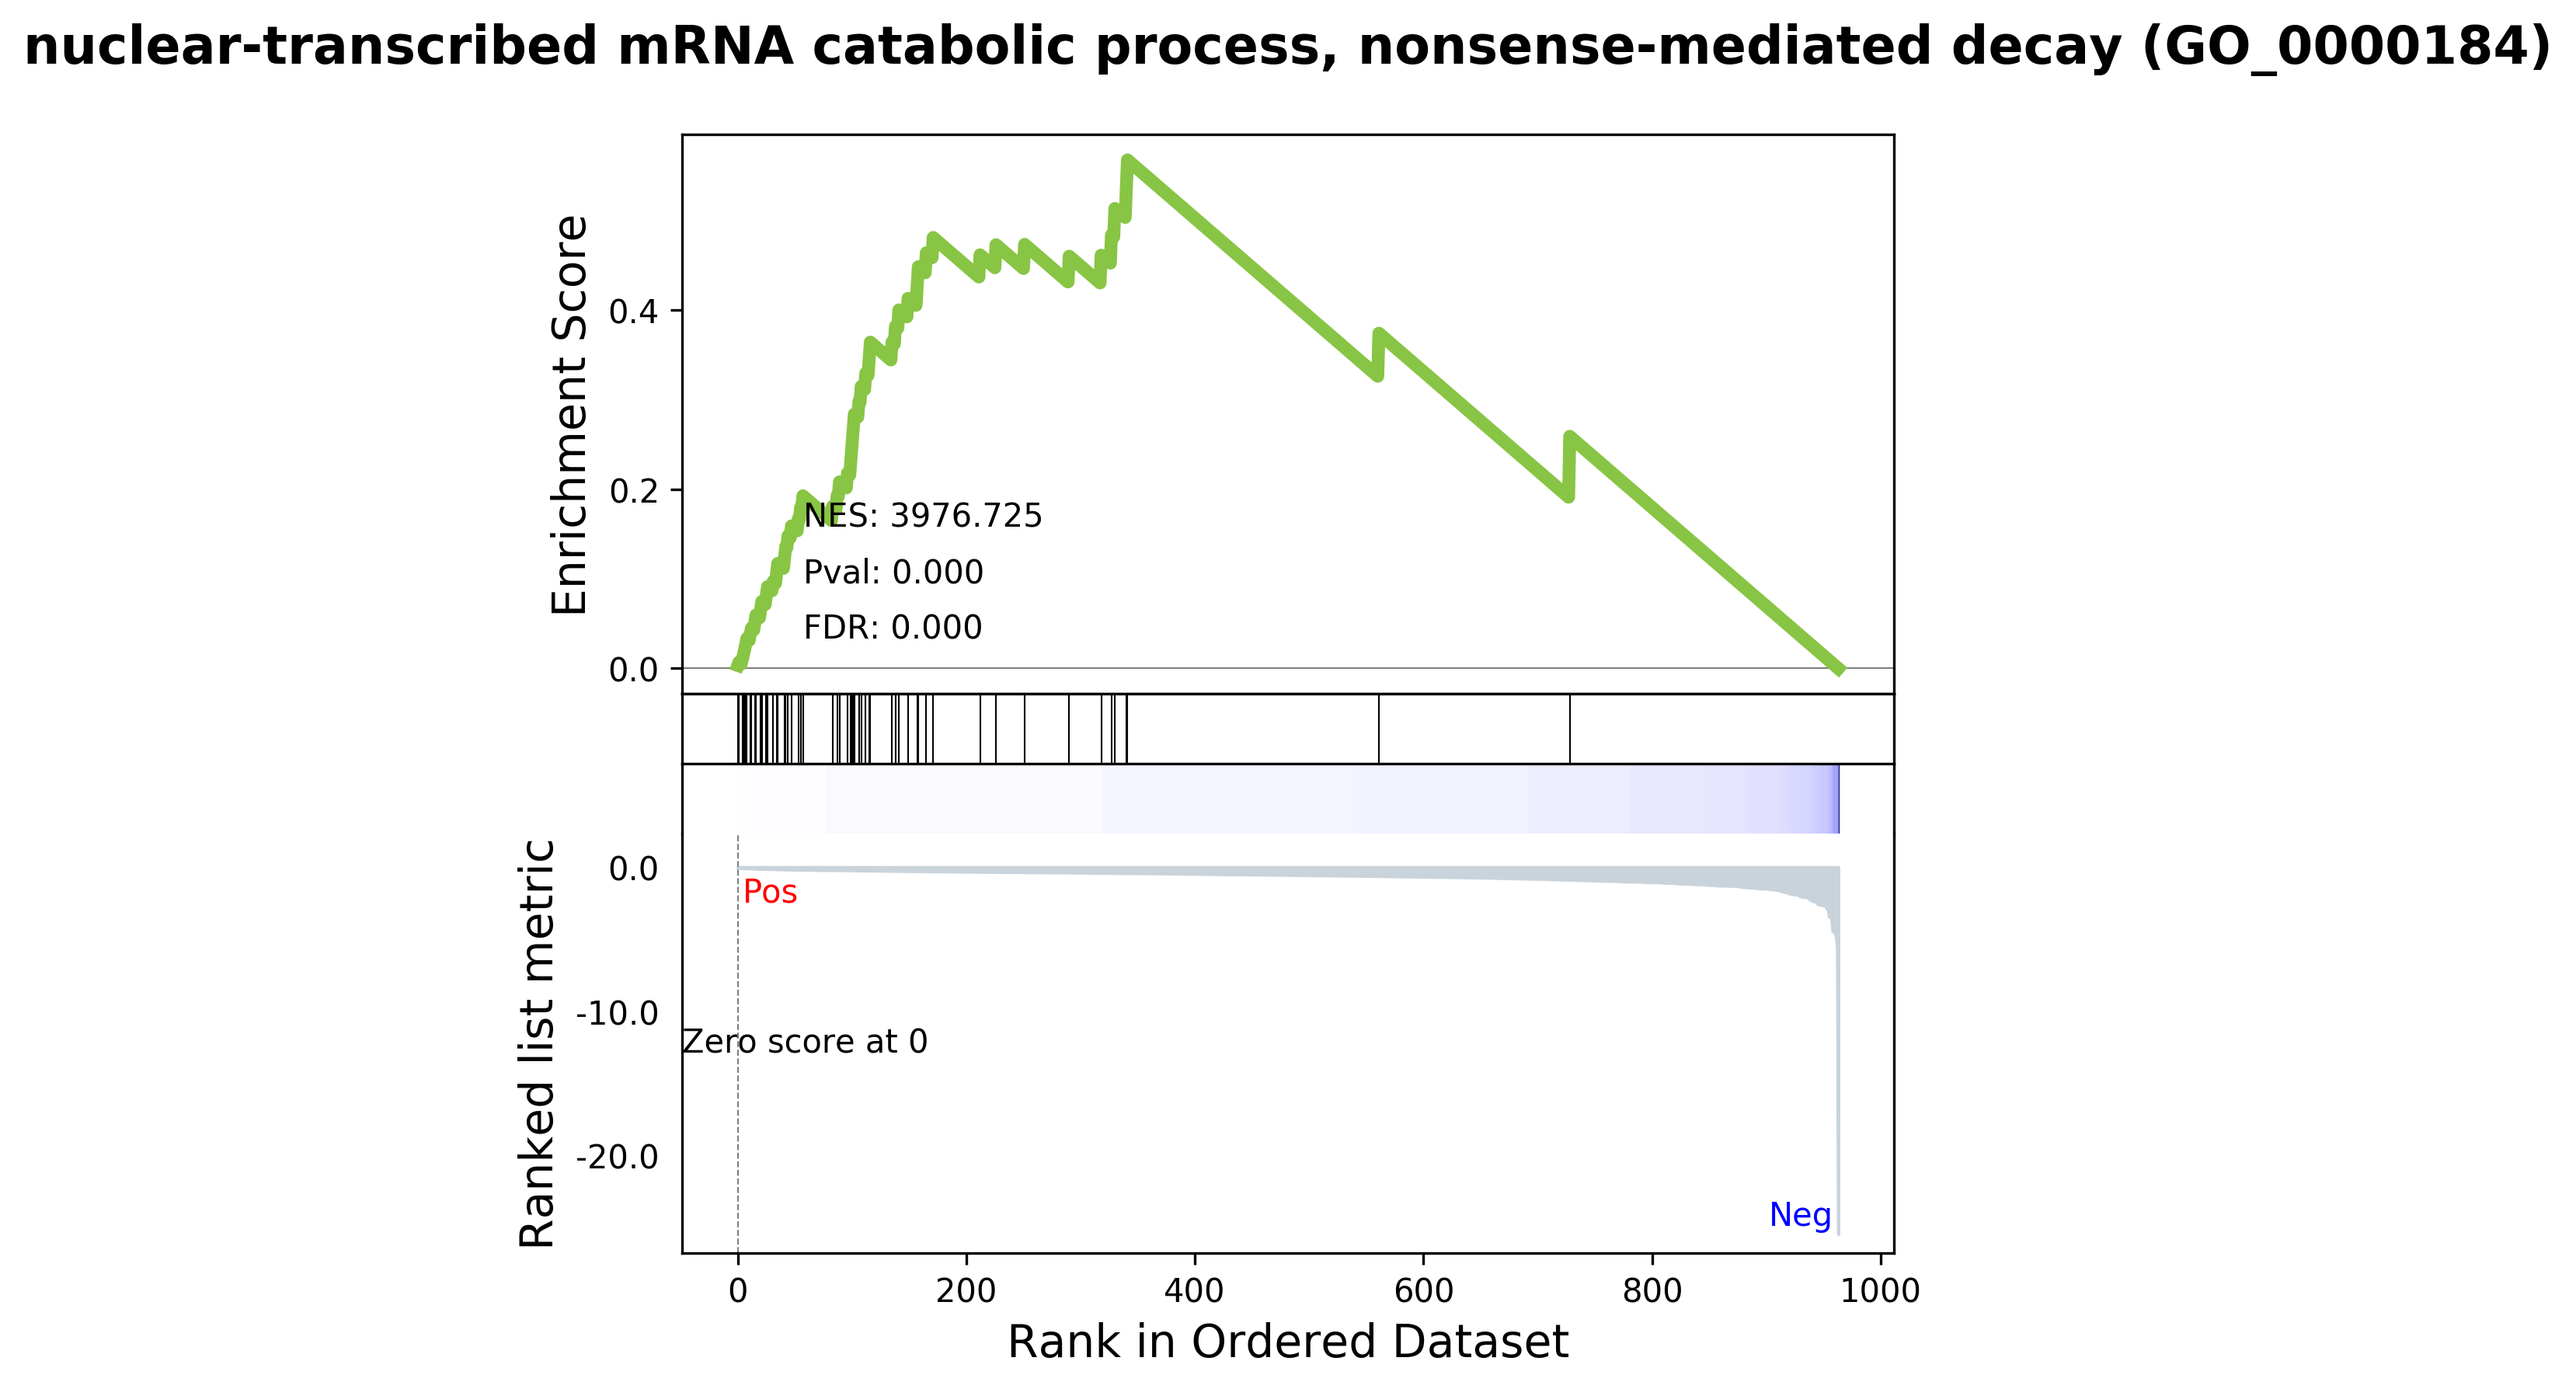 nuclear-transcribed mRNA catabolic process, nonsense-mediated decay (GO_0000184)
Enrichment Score
0.4
0.2
0.0
NES: 3976.725
Pval: 0.000
FDR: 0.000
Ranked list metric
0.0
-10.0
-20.0
Pos
Zero score at 0
Neg
0 200 400 600 800 1000
Rank in Ordered Dataset